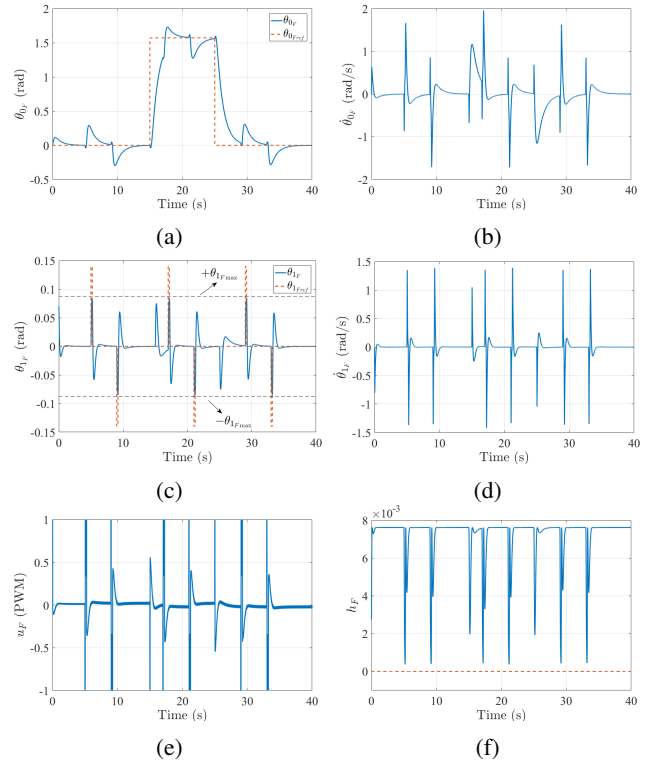 2
1.5
1
0.5
0
-0.5
θ0F (rad)
θ0F
θ0Fref
0 10 20 30 40
Time (s)
(a)
2
1
0
-1
-2
θ̇0F (rad/s)
0 10 20 30 40
Time (s)
(b)
0.15
0.1
0.05
0
-0.05
-0.1
0.15
θ1F (rad)
+θ1Fmax
−θ1Fmax
θ1F
θ1Fref
0 10 20 30 40
Time (s)
(c)
1.5
1
0.5
0
-0.5
-1
-1.5
θ̇1F (rad/s)
0 10 20 30 40
Time (s)
(d)
1
0.5
0
-0.5
-1
uF (PWM)
0 10 20 30 40
Time (s)
(e)
×10-3
8
6
4
2
0
hF
0 10 20 30 40
Time (s)
(f)